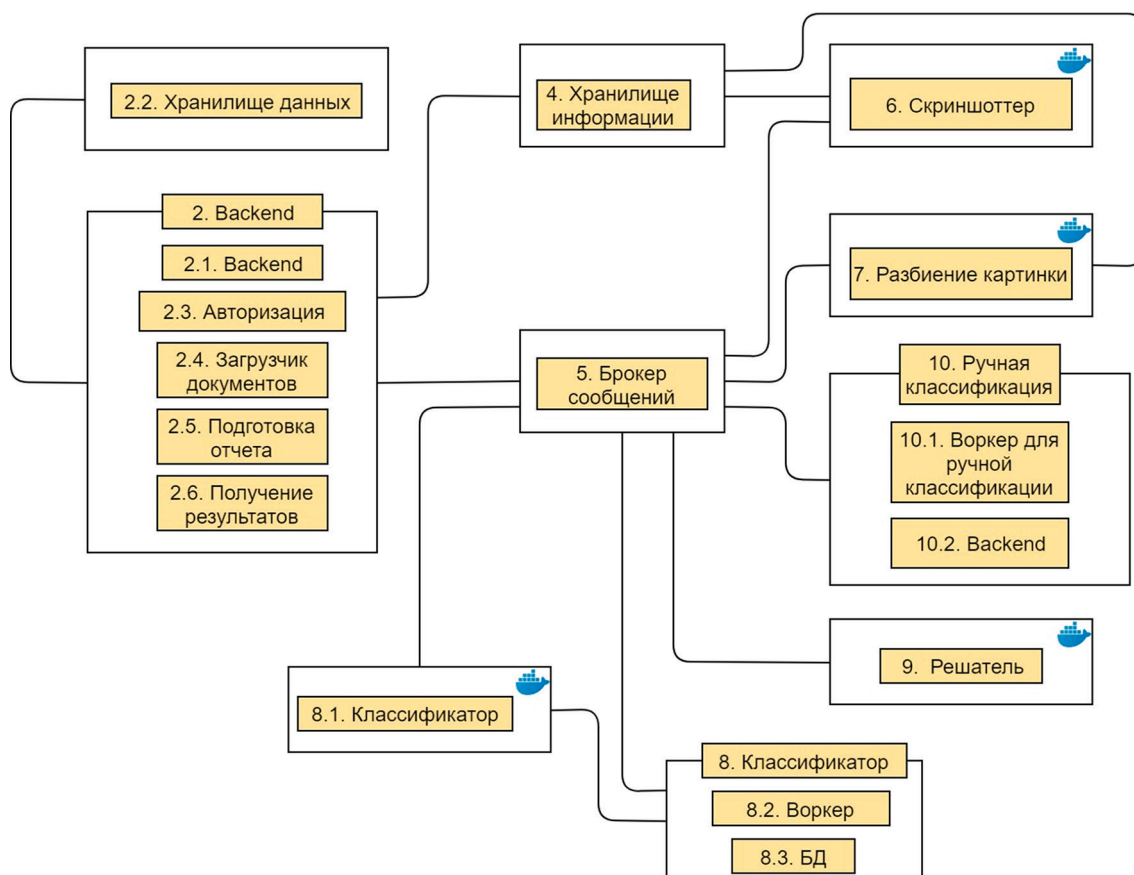 2.2. Хранилище данных
4. Хранилище
информации
6. Скриншоттер
2. Backend
2.1. Backend
2.3. Авторизация
2.4. Загрузчик
документов
2.5. Подготовка
отчета
2.6. Получение
результатов
7. Разбиение картинки
5. Брокер
сообщений
10. Ручная
классификация
10.1. Воркер для
ручной
классификации
10.2. Backend
9. Решатель
8.1. Классификатор
8. Классификатор
8.2. Воркер
8.3. БД